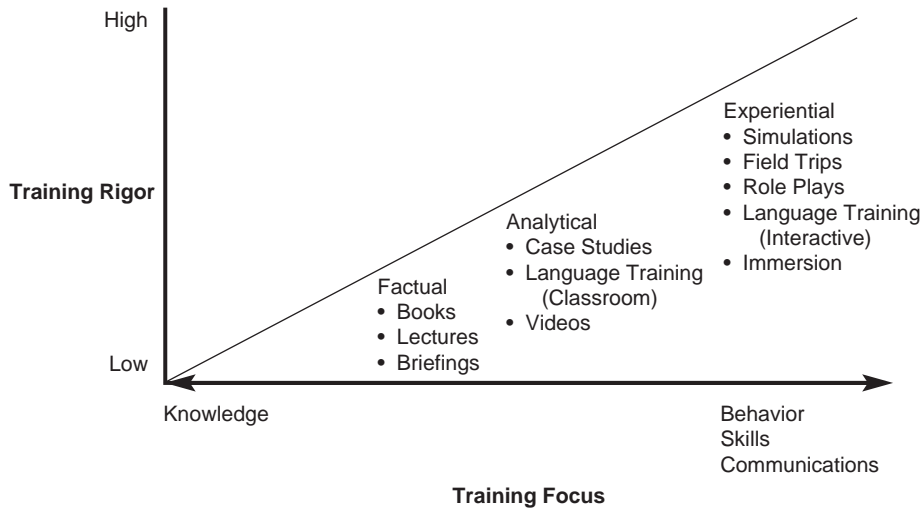 High
Training Rigor
Low
Experiential
• Simulations
• Field Trips
• Role Plays
• Language Training
(Interactive)
• Immersion
Analytical
• Case Studies
• Language Training
(Classroom)
• Videos
Factual
• Books
• Lectures
• Briefings
Knowledge
Behavior
Skills
Communications
Training Focus